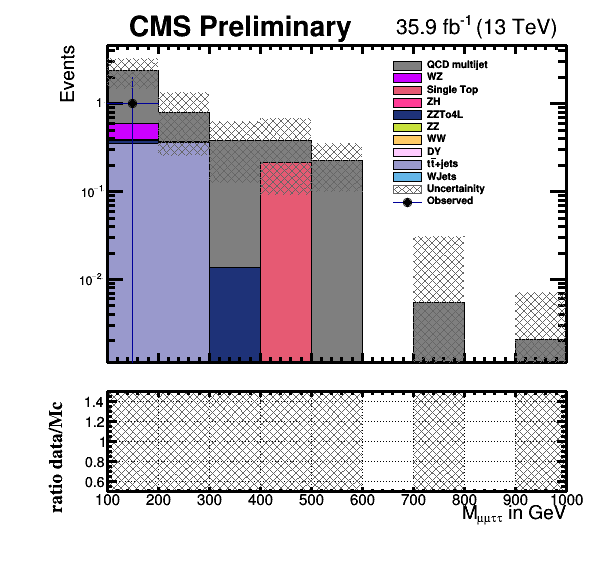 CMS Preliminary 35.9 fb⁻¹ (13 TeV)
Events
QCD multijet
WZ
Single Top
ZH
ZZTo4L
ZZ
WW
DY
tt̄+jets
WJets
Uncertainity
Observed
1
10⁻¹
10⁻²
ratio data/Mc
1.4
1.2
1
0.8
0.6
100 200 300 400 500 600 700 800 900 1000
M_μμττ in GeV